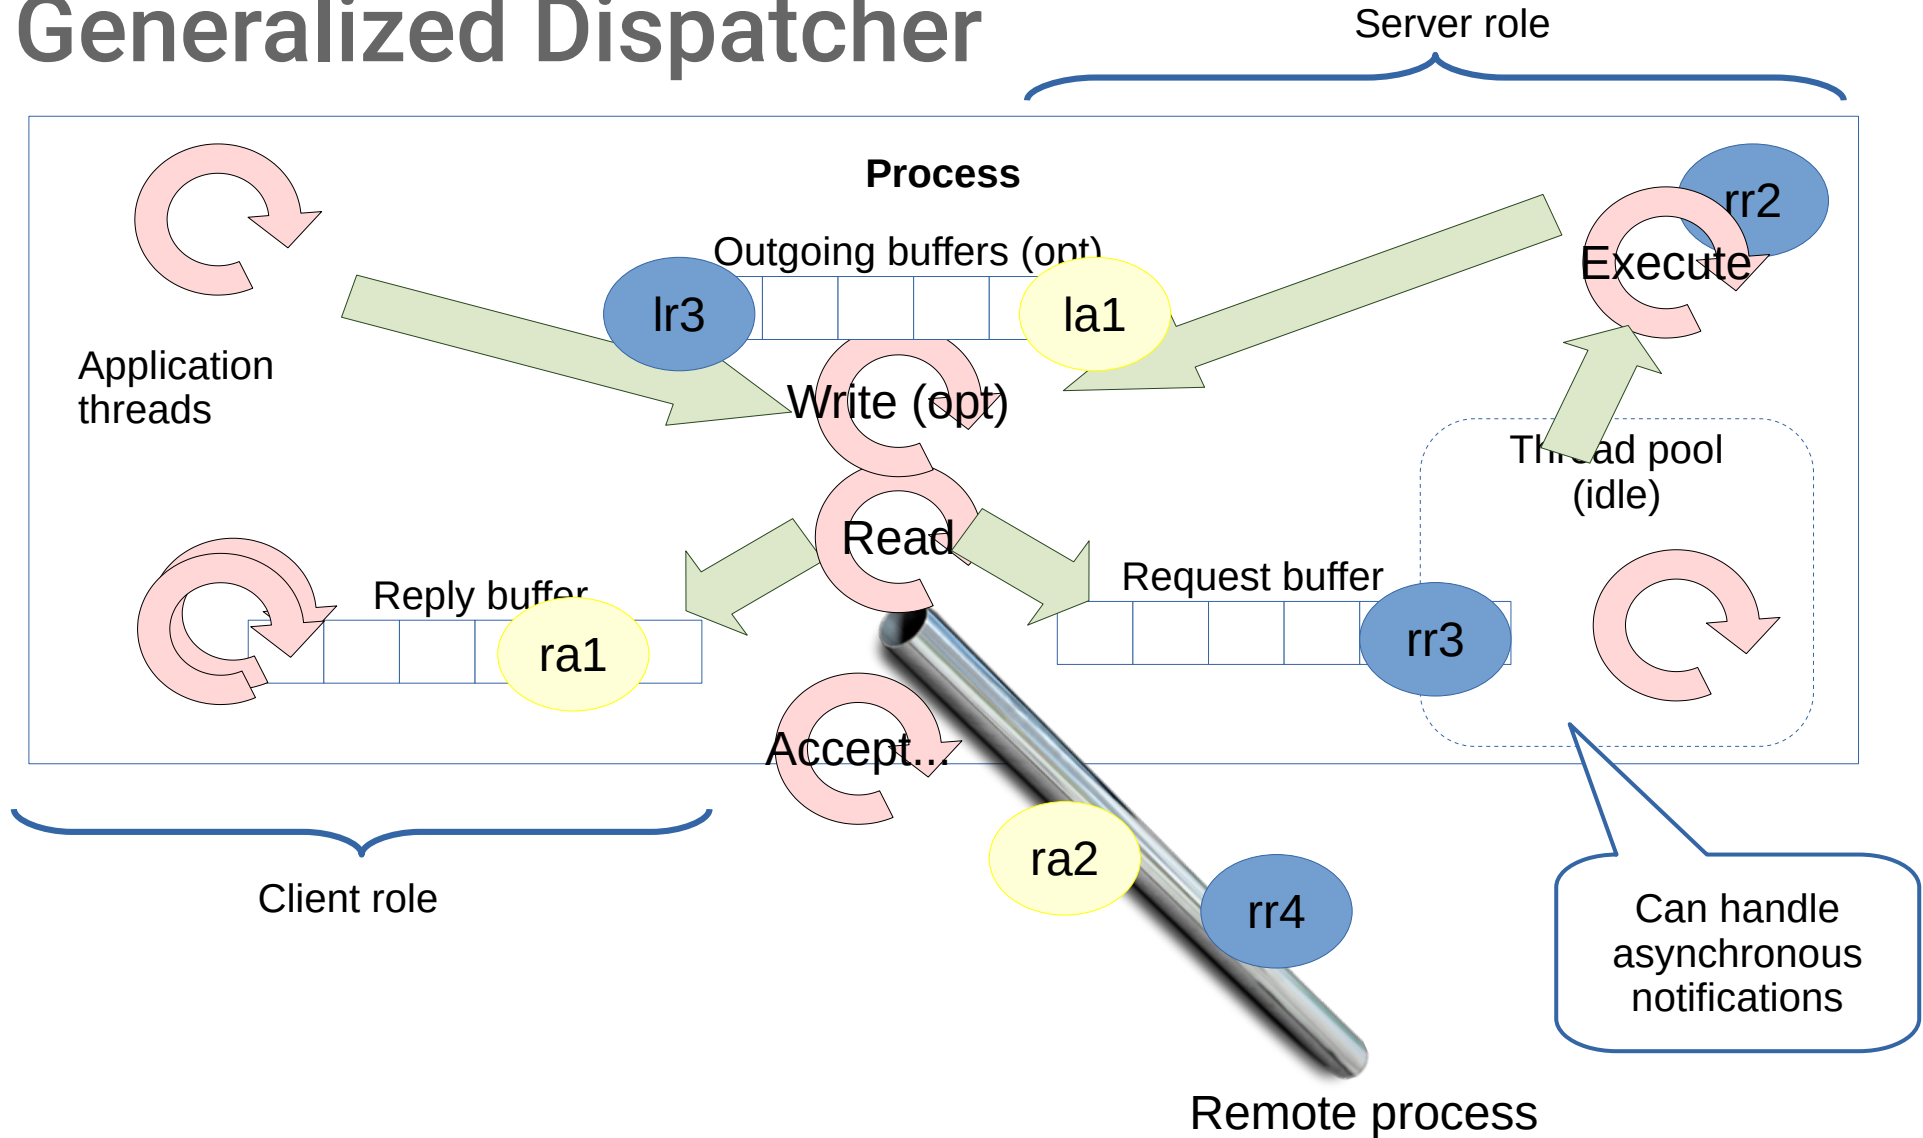 Generalized Dispatcher
Server role
Process
rr2
Outgoing buffers (opt)
Execute
lr3
la1
Application
threads
Write (opt)
Thread pool
(idle)
Read
Reply buffer
Request buffer
ra1
rr3
Accept...
ra2
Client role
rr4
Can handle
asynchronous
notifications
Remote process